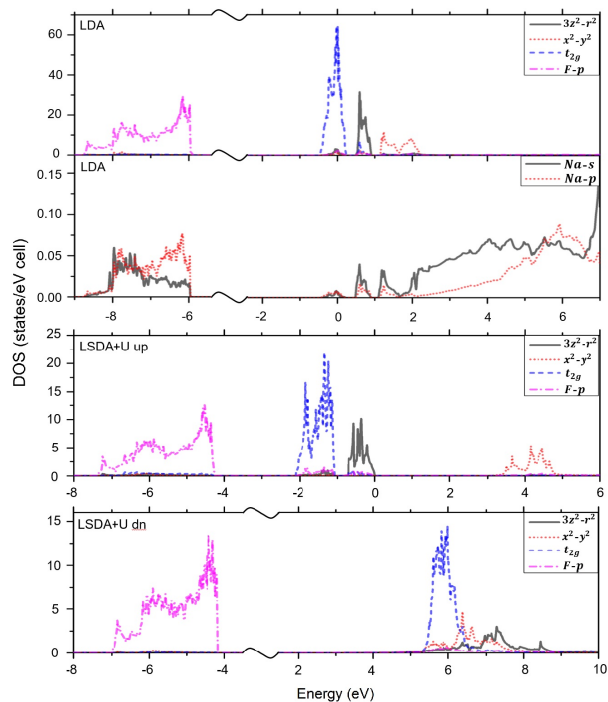 LDA
3z²-r²
x²-y²
t₂g
F-p
60
40
20
0
LDA
Na-s
Na-p
0.15
0.10
0.05
0.00
-8 -6 -2 0 2 4 6
LSDA+U up
3z²-r²
x²-y²
t₂g
F-p
25
20
15
10
5
0
-8 -6 -4 -2 0 2 4 6
LSDA+U dn
3z²-r²
x²-y²
t₂g
F-p
15
10
5
0
-8 -6 -4 2 4 6 8 10
DOS (states/eV cell)
Energy (eV)